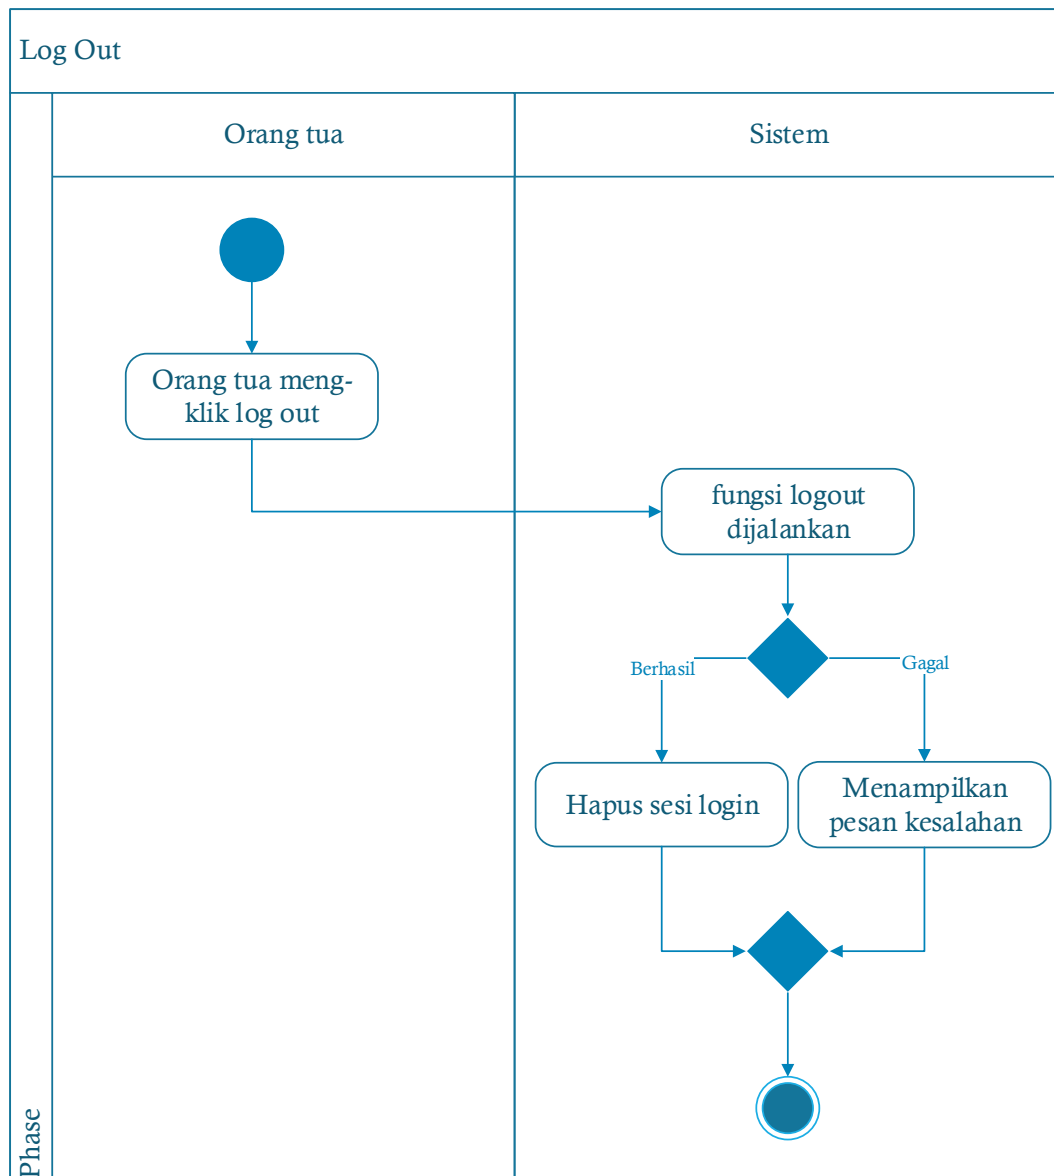 Log Out
Orang tua
Sistem
Orang tua meng-
klik log out
fungsi logout
dijalankan
Berhasil
Gagal
Hapus sesi login
Menampilkan
pesan kesalahan
Phase